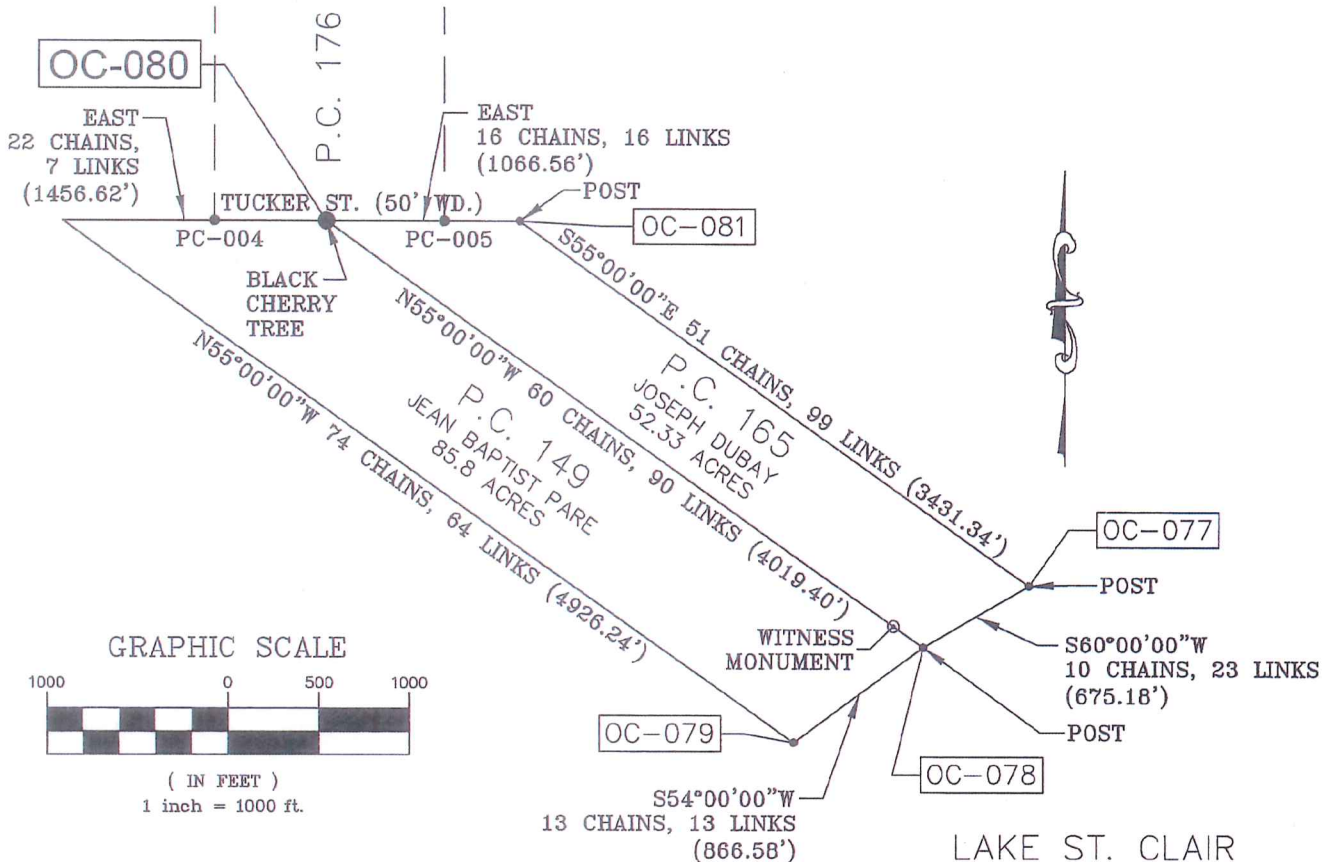 P.C. 176
OC-080
EAST
22 CHAINS,
7 LINKS
(1456.62')
EAST
16 CHAINS, 16 LINKS
(1066.56')
TUCKER ST. (50' WD.)
POST
OC-081
PC-004
PC-005
BLACK
CHERRY
TREE
S55°00'00"E 51 CHAINS, 99 LINKS (3431.34')
N55°00'00"W 60 CHAINS, 90 LINKS (4019.40')
N55°00'00"W 74 CHAINS, 64 LINKS (4926.24')
P.C. 165
JOSEPH DUBAY
52.33 ACRES
P.C. 149
JEAN BAPTIST PARE
85.8 ACRES
OC-077
POST
WITNESS
MONUMENT
S60°00'00"W
10 CHAINS, 23 LINKS
(675.18')
POST
GRAPHIC SCALE
1000 0 500 1000
( IN FEET )
1 inch = 1000 ft.
OC-079
OC-078
S54°00'00"W
13 CHAINS, 13 LINKS
(866.58')
LAKE ST. CLAIR